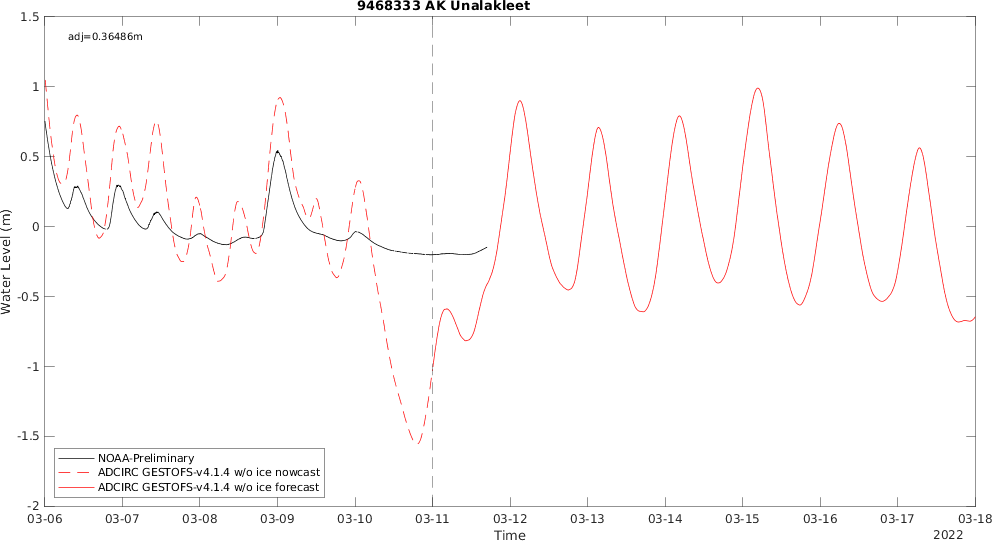 9468333 AK Unalakleet
adj=0.36486m
1.5
1
0.5
0
-0.5
-1
-1.5
-2
Water Level (m)
NOAA-Preliminary
ADCIRC GESTOFS-v4.1.4 w/o ice nowcast
ADCIRC GESTOFS-v4.1.4 w/o ice forecast
03-06 03-07 03-08 03-09 03-10 03-11 03-12 03-13 03-14 03-15 03-16 03-17 03-18
Time
2022